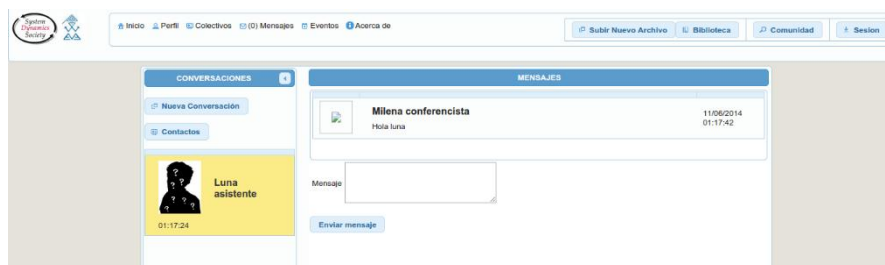 System
Dynamics
Society
Inicio Perfil Colectivos (0) Mensajes Eventos Acerca de
Subir Nuevo Archivo Biblioteca Comunidad Sesion
CONVERSACIONES
Nueva Conversación
Contactos
Luna
asistente
01:17:24
MENSAJES
Milena conferencista
Hola luna
11/06/2014
01:17:42
Mensaje
Enviar mensaje